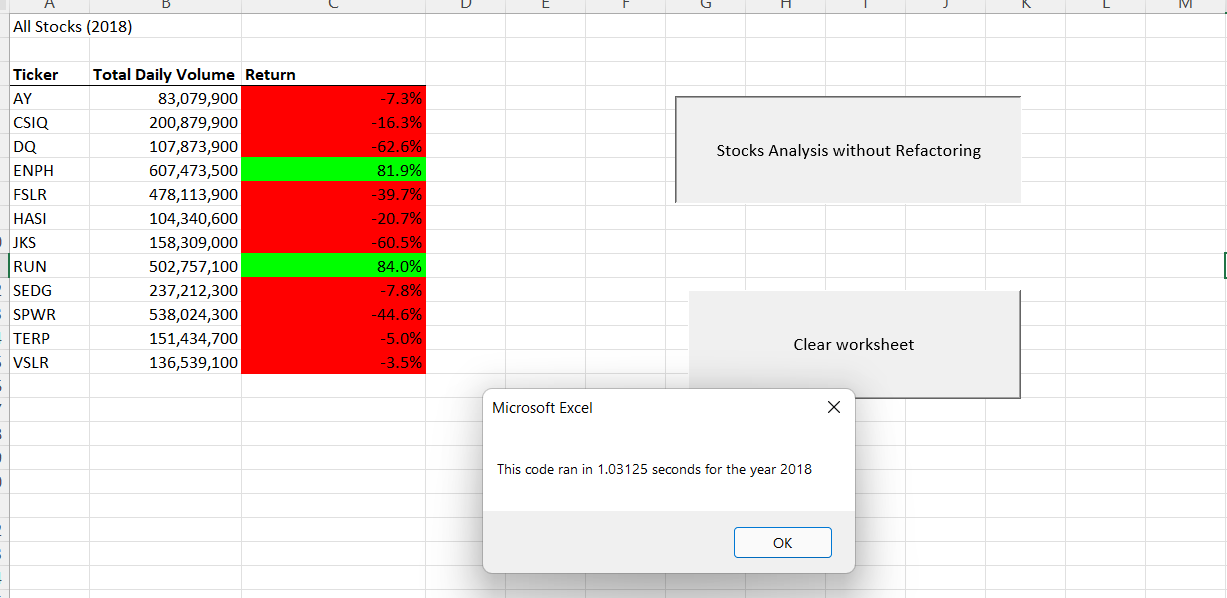 A B C D E F G H I J K L M
All Stocks (2018)
Ticker Total Daily Volume Return
AY 83,079,900 -7.3%
CSIQ 200,879,900 -16.3%
DQ 107,873,900 -62.6%
ENPH 607,473,500 81.9%
FSLR 478,113,900 -39.7%
HASI 104,340,600 -20.7%
JKS 158,309,000 -60.5%
RUN 502,757,100 84.0%
SEDG 237,212,300 -7.8%
SPWR 538,024,300 -44.6%
TERP 151,434,700 -5.0%
VSLR 136,539,100 -3.5%
Stocks Analysis without Refactoring
Clear worksheet
Microsoft Excel
This code ran in 1.03125 seconds for the year 2018
OK